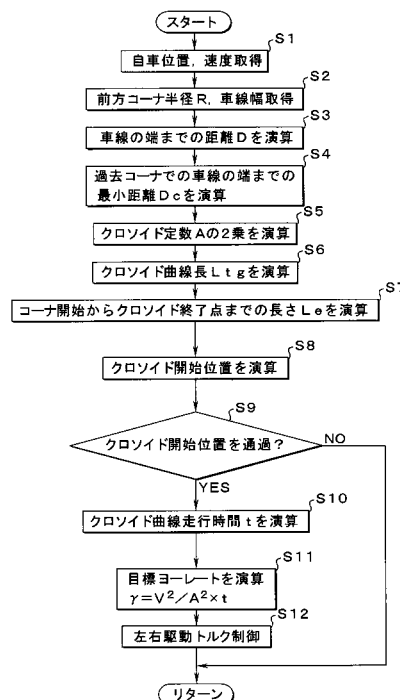 スタート
S1
自車位置，速度取得
S2
前方コーナ半径R，車線幅取得
S3
車線の端までの距離Dを演算
S4
過去コーナでの車線の端までの
最小距離Dcを演算
S5
クロソイド定数Aの2乗を演算
S6
クロソイド曲線長Ltgを演算
S7
コーナ開始からクロソイド終了点までの長さLeを演算
S8
クロソイド開始位置を演算
S9
クロソイド開始位置を通過？
NO
YES
S10
クロソイド曲線走行時間tを演算
S11
目標ヨーレートを演算
γ=V²／A²×t
S12
左右駆動トルク制御
リターン